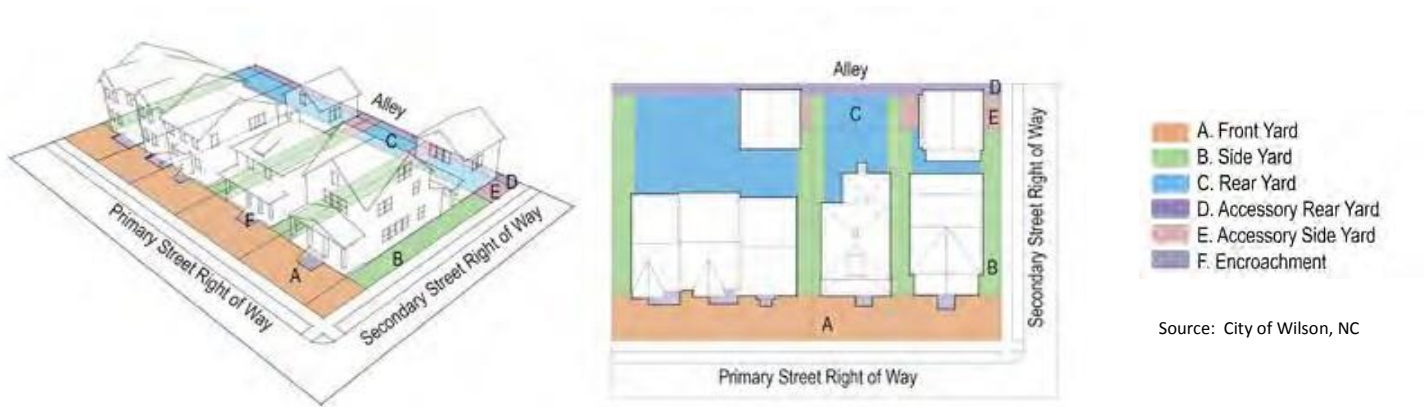 Alley
C
D
E
F
A
B
Primary Street Right of Way
Secondary Street Right of Way
Alley
D
C
E
B
A
Secondary Street Right of Way
Primary Street Right of Way
A. Front Yard
B. Side Yard
C. Rear Yard
D. Accessory Rear Yard
E. Accessory Side Yard
F. Encroachment
Source: City of Wilson, NC